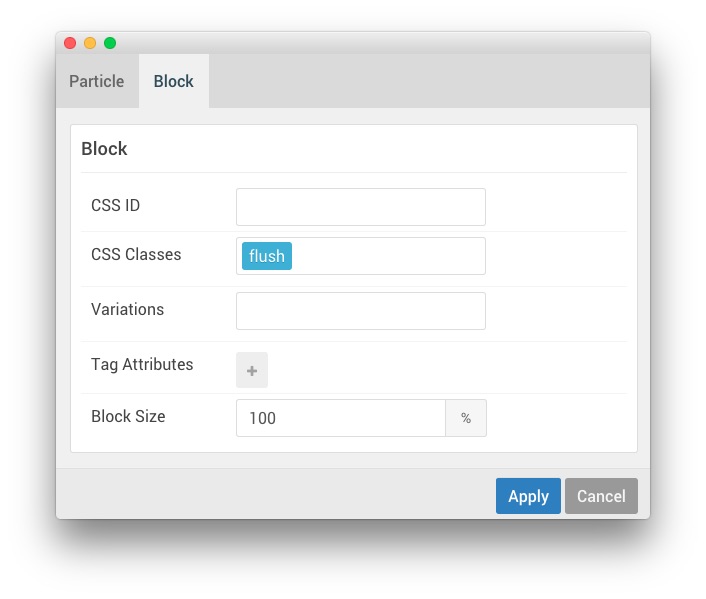 Particle Block
Block
CSS ID
CSS Classes flush
Variations
Tag Attributes +
Block Size 100 %
Apply Cancel